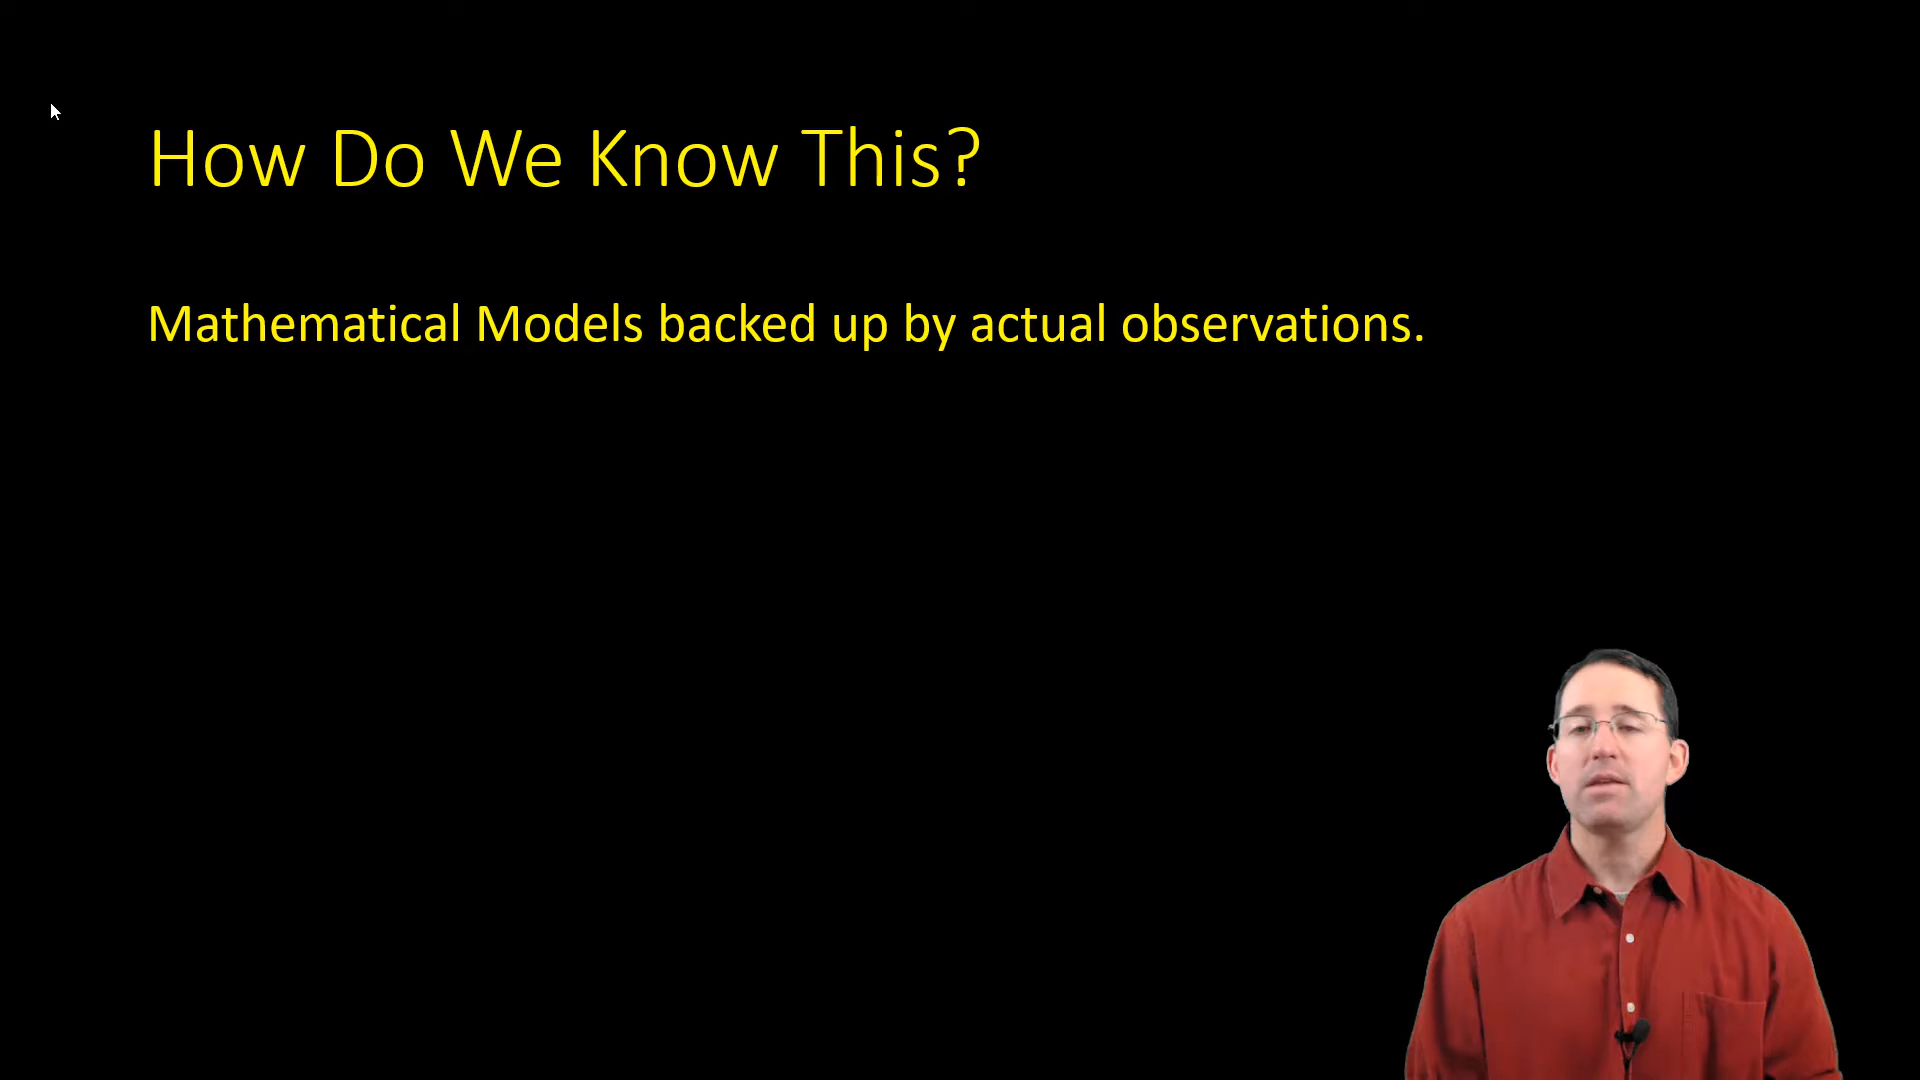 How Do We Know This?
Mathematical Models backed up by actual observations.